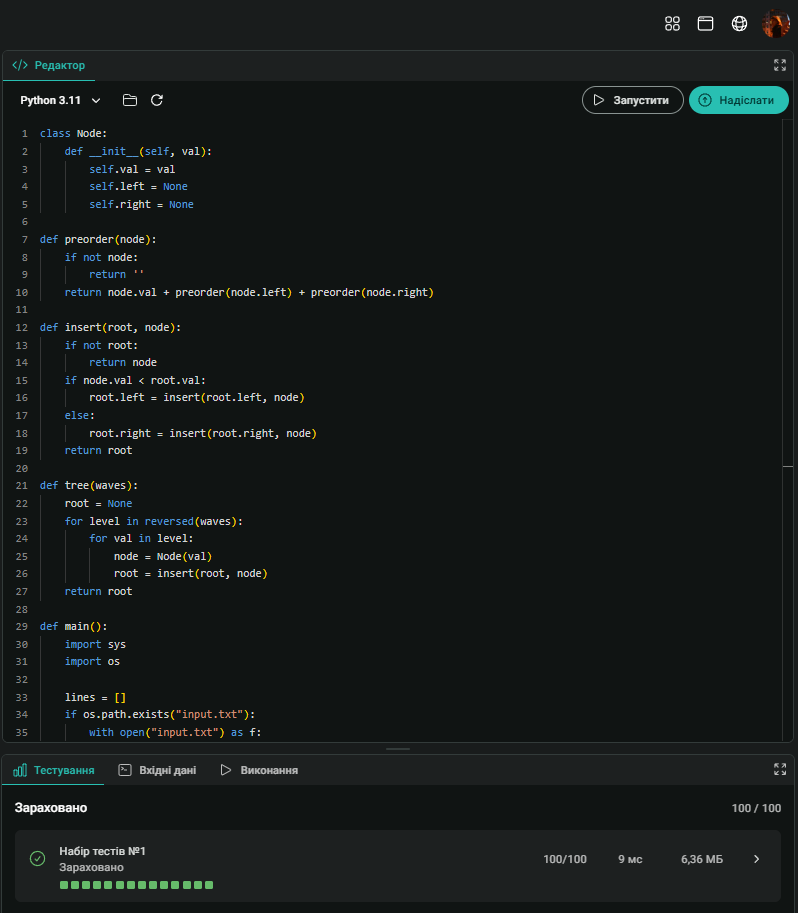 </> Редактор
Python 3.11
Запустити
Надіслати
1 class Node:
2     def __init__(self, val):
3         self.val = val
4         self.left = None
5         self.right = None
6
7 def preorder(node):
8     if not node:
9         return ''
10     return node.val + preorder(node.left) + preorder(node.right)
11
12 def insert(root, node):
13     if not root:
14         return node
15     if node.val < root.val:
16         root.left = insert(root.left, node)
17     else:
18         root.right = insert(root.right, node)
19     return root
20
21 def tree(waves):
22     root = None
23     for level in reversed(waves):
24         for val in level:
25             node = Node(val)
26             root = insert(root, node)
27     return root
28
29 def main():
30     import sys
31     import os
32
33     lines = []
34     if os.path.exists("input.txt"):
35         with open("input.txt") as f:
Тестування
Вхідні дані
Виконання
Зараховано
100 / 100
Набір тестів №1
Зараховано
100/100
9 мс
6,36 МБ